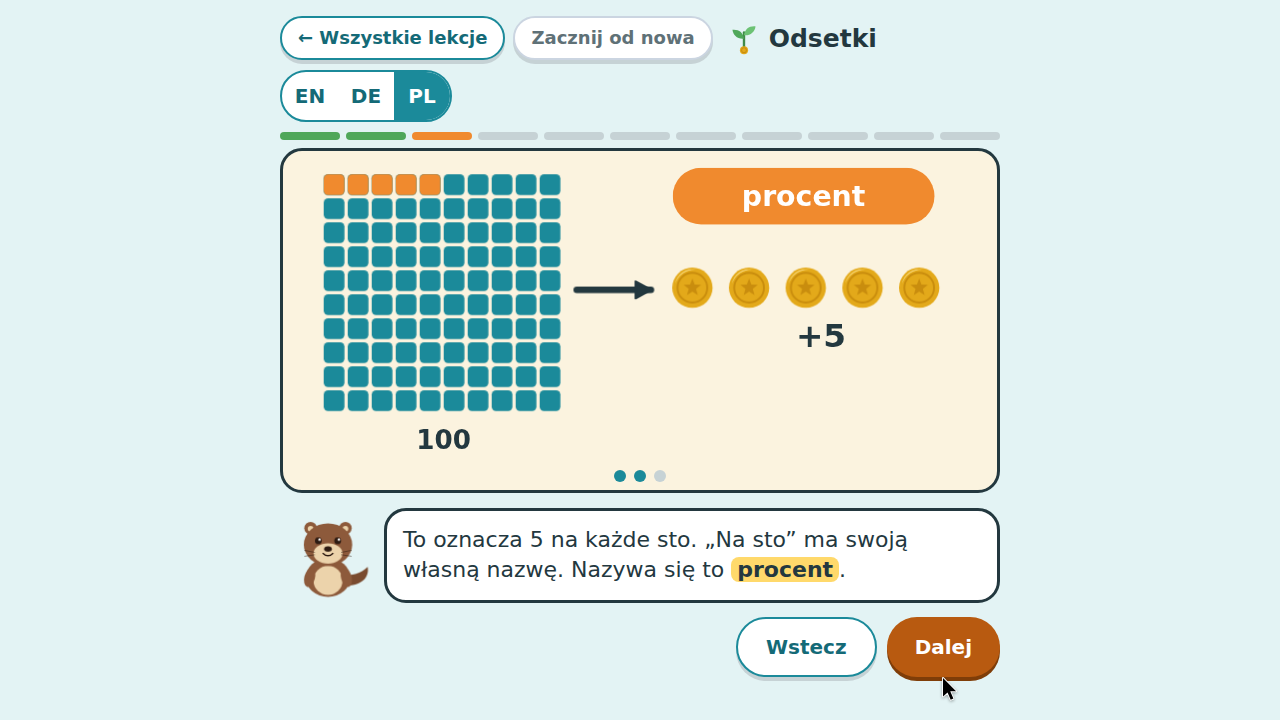 ← Wszystkie lekcje
Zacznij od nowa
Odsetki
EN DE PL
procent
+5
100
To oznacza 5 na każde sto. „Na sto” ma swoją
własną nazwę. Nazywa się to procent.
Wstecz
Dalej